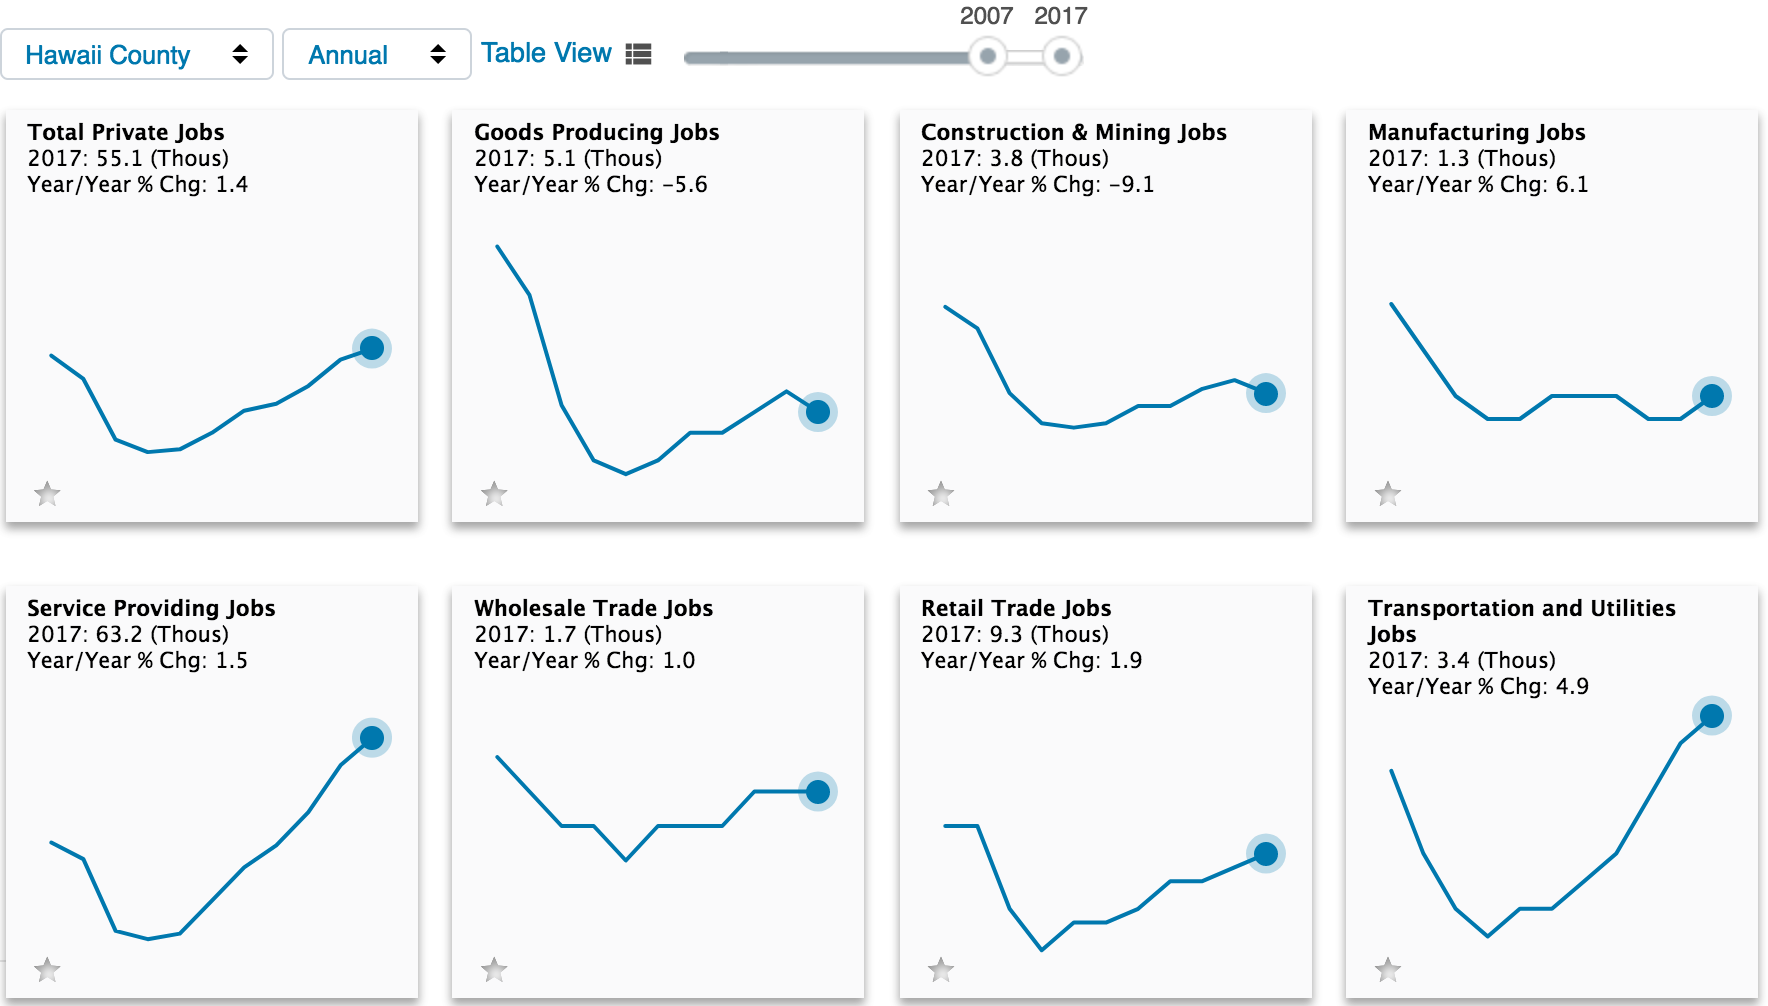 2007 2017
Hawaii County Annual Table View
Total Private Jobs
2017: 55.1 (Thous)
Year/Year % Chg: 1.4
Goods Producing Jobs
2017: 5.1 (Thous)
Year/Year % Chg: −5.6
Construction & Mining Jobs
2017: 3.8 (Thous)
Year/Year % Chg: −9.1
Manufacturing Jobs
2017: 1.3 (Thous)
Year/Year % Chg: 6.1
Service Providing Jobs
2017: 63.2 (Thous)
Year/Year % Chg: 1.5
Wholesale Trade Jobs
2017: 1.7 (Thous)
Year/Year % Chg: 1.0
Retail Trade Jobs
2017: 9.3 (Thous)
Year/Year % Chg: 1.9
Transportation and Utilities
Jobs
2017: 3.4 (Thous)
Year/Year % Chg: 4.9